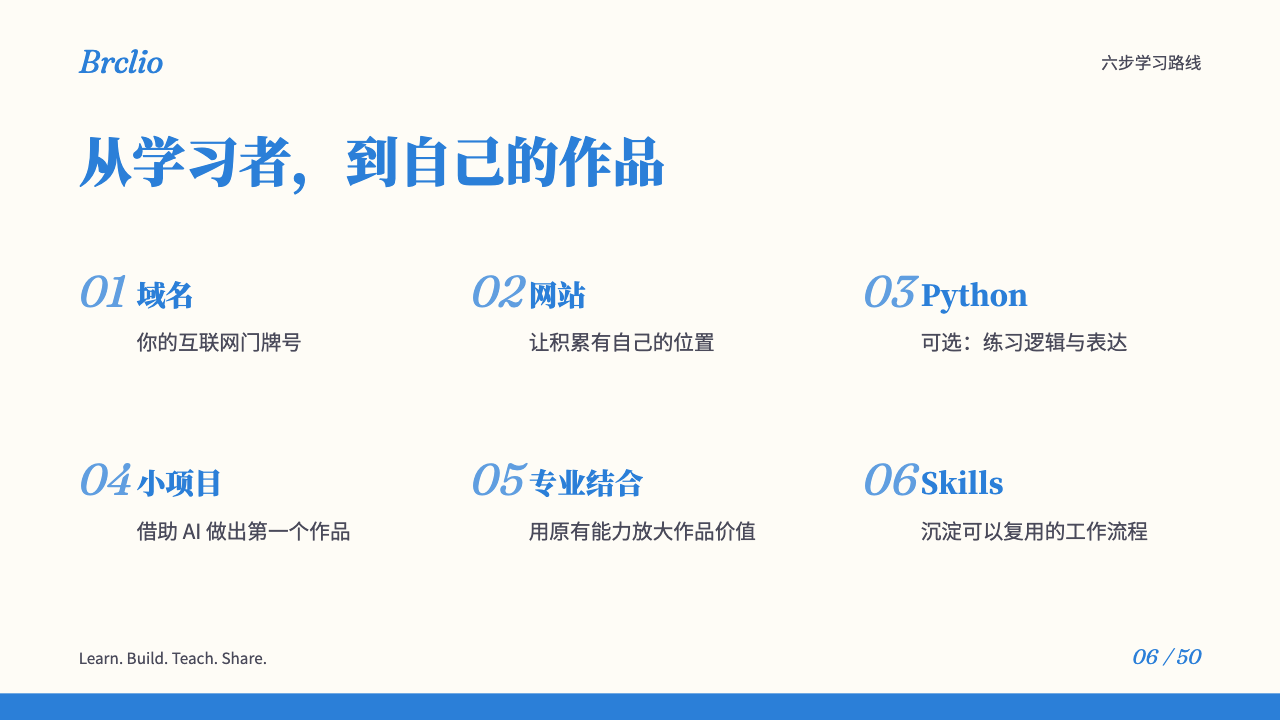 Brclio
六步学习路线
从学习者，到自己的作品
01 域名
你的互联网门牌号
02 网站
让积累有自己的位置
03 Python
可选：练习逻辑与表达
04 小项目
借助 AI 做出第一个作品
05 专业结合
用原有能力放大作品价值
06 Skills
沉淀可以复用的工作流程
Learn. Build. Teach. Share.
06 / 50